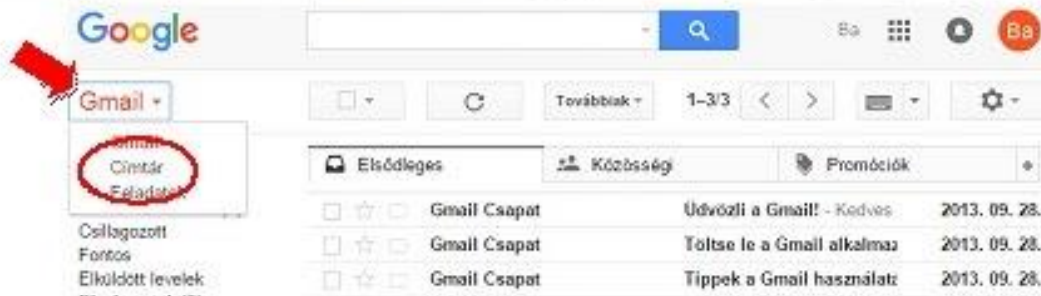 Google
Ba
Ba
Gmail
Továbbiak
1–3/3
Gmail
Címtár
Feladatok
Elsődleges
Közösségi
Promóciók
Csillagozott
Fontos
Elküldött levelek
Gmail Csapat Üdvözli a Gmail! - Kedves 2013. 09. 28.
Gmail Csapat Töltse le a Gmail alkalmaz 2013. 09. 28.
Gmail Csapat Tippek a Gmail használata 2013. 09. 28.